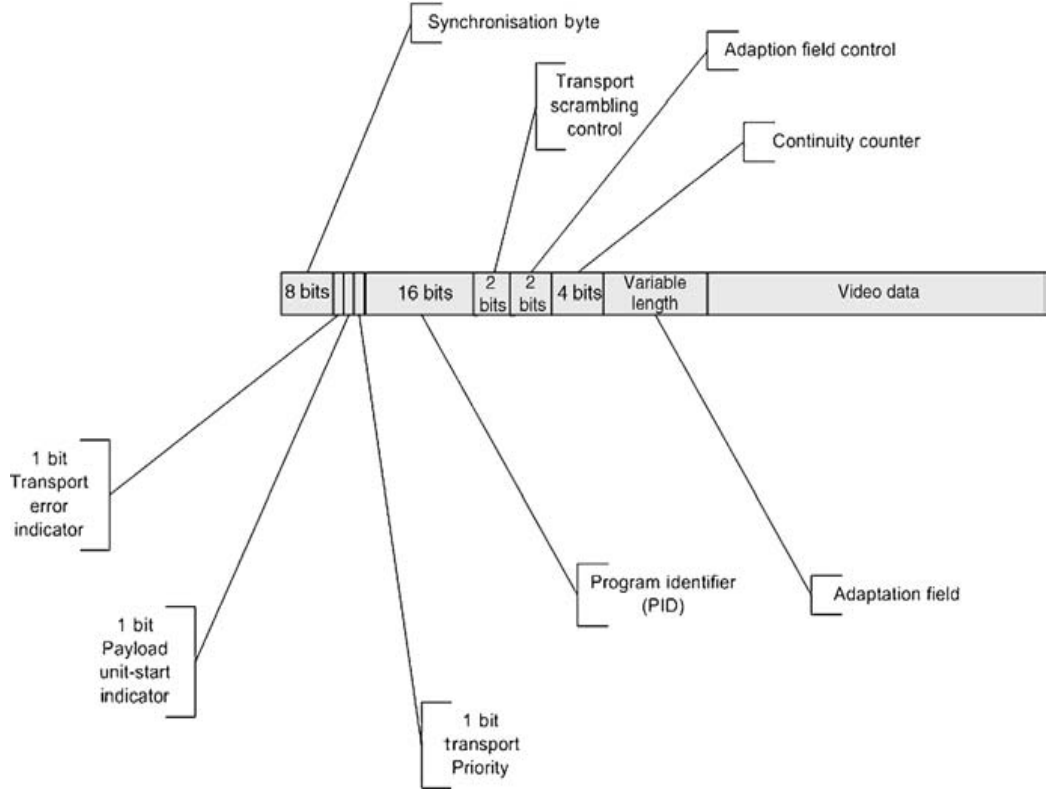 Synchronisation byte
Adaption field control
Transport
scrambling
control
Continuity counter
8 bits
16 bits
2
bits
2
bits
4 bits
Variable
length
Video data
1 bit
Transport
error
indicator
Program identifier
(PID)
Adaptation field
1 bit
Payload
unit-start
indicator
1 bit
transport
Priority